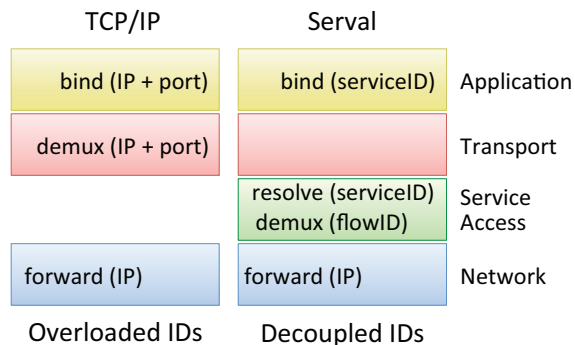 TCP/IP Serval
bind (IP + port) bind (serviceID) Application
demux (IP + port) Transport
resolve (serviceID) Service
demux (flowID) Access
forward (IP) forward (IP) Network
Overloaded IDs Decoupled IDs